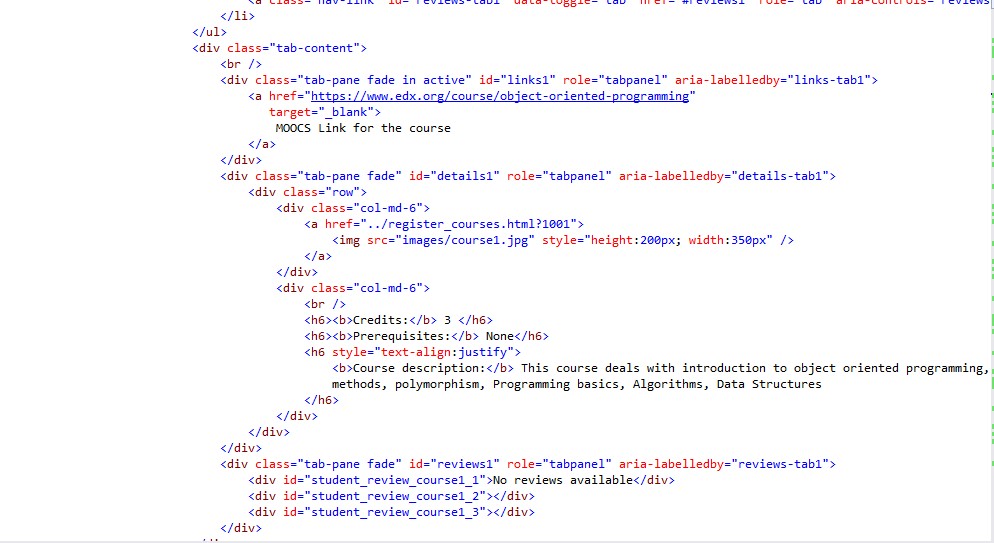 <a class="nav-link" id="reviews-tab1" data-toggle="tab" href="#reviews1" role="tab" aria-controls="reviews
</li>
</ul>
<div class="tab-content">
<br />
<div class="tab-pane fade in active" id="links1" role="tabpanel" aria-labelledby="links-tab1">
<a href="https://www.edx.org/course/object-oriented-programming"
target="_blank">
MOOCS Link for the course
</a>
</div>
<div class="tab-pane fade" id="details1" role="tabpanel" aria-labelledby="details-tab1">
<div class="row">
<div class="col-md-6">
<a href="../register_courses.html?1001">
<img src="images/course1.jpg" style="height:200px; width:350px" />
</a>
</div>
<div class="col-md-6">
<br />
<h6><b>Credits:</b> 3 </h6>
<h6><b>Prerequisites:</b> None</h6>
<h6 style="text-align:justify">
<b>Course description:</b> This course deals with introduction to object oriented programming,
methods, polymorphism, Programming basics, Algorithms, Data Structures
</h6>
</div>
</div>
</div>
<div class="tab-pane fade" id="reviews1" role="tabpanel" aria-labelledby="reviews-tab1">
<div id="student_review_course1_1">No reviews available</div>
<div id="student_review_course1_2"></div>
<div id="student_review_course1_3"></div>
</div>